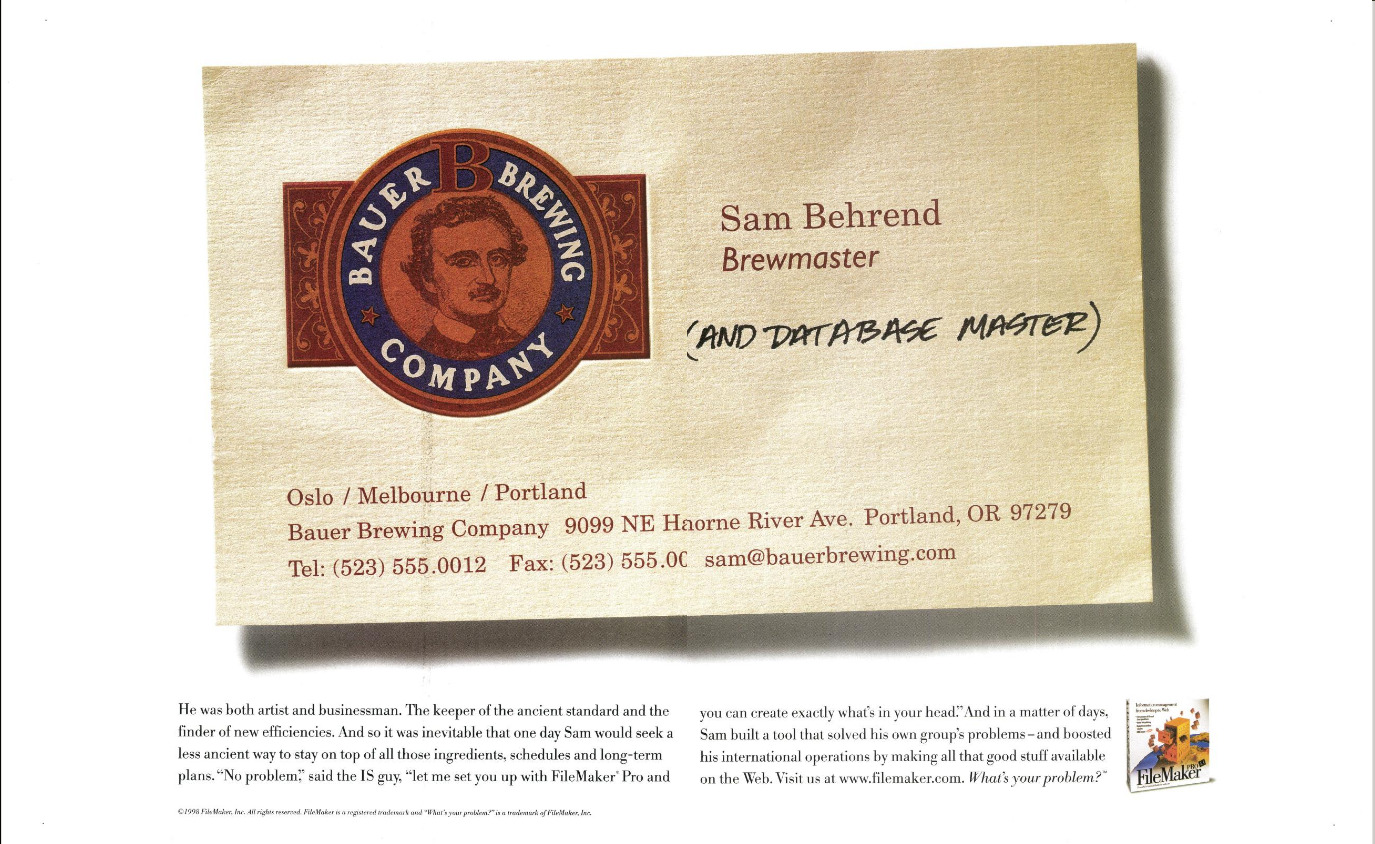 BAUER B BREWING
COMPANY
Sam Behrend
Brewmaster
(AND DATABASE MASTER)
Oslo / Melbourne / Portland
Bauer Brewing Company 9099 NE Haorne River Ave. Portland, OR 97279
Tel: (523) 555.0012 Fax: (523) 555.0C sam@bauerbrewing.com
He was both artist and businessman. The keeper of the ancient standard and the
finder of new efficiencies. And so it was inevitable that one day Sam would seek a
less ancient way to stay on top of all those ingredients, schedules and long-term
plans. “No problem,” said the IS guy, “let me set you up with FileMaker® Pro and
you can create exactly what's in your head.” And in a matter of days,
Sam built a tool that solved his own group's problems–and boosted
his international operations by making all that good stuff available
on the Web. Visit us at www.filemaker.com. What's your problem?™
FileMaker PRO
©1998 FileMaker, Inc. All rights reserved. FileMaker is a registered trademark and “What's your problem?” is a trademark of FileMaker, Inc.